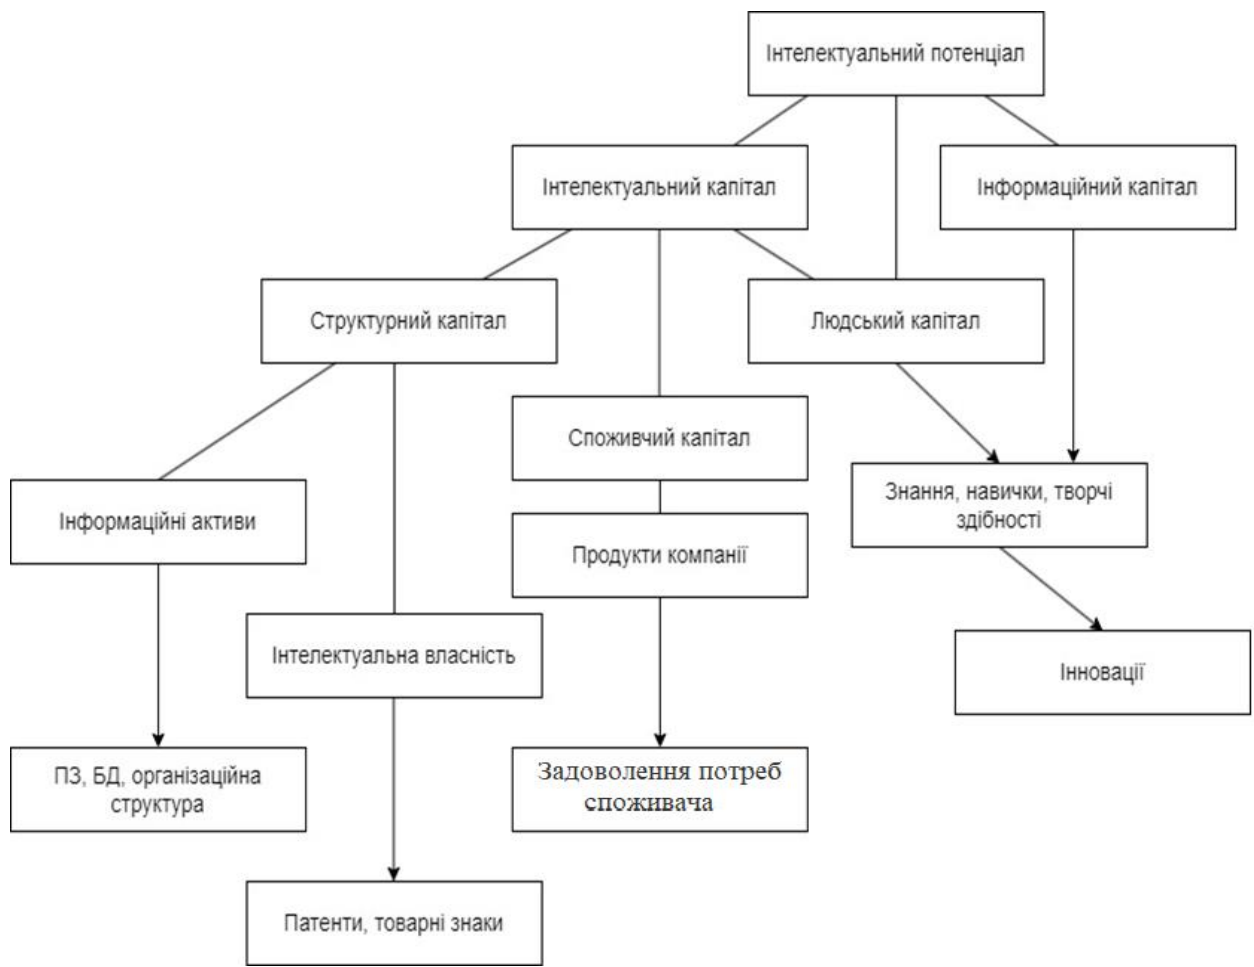 Інтелектуальний потенціал
Інтелектуальний капітал
Інформаційний капітал
Структурний капітал
Людський капітал
Споживчий капітал
Інформаційні активи
Знання, навички, творчі
здібності
Продукти компанії
Інтелектуальна власність
Інновації
ПЗ, БД, організаційна
структура
Задоволення потреб
споживача
Патенти, товарні знаки